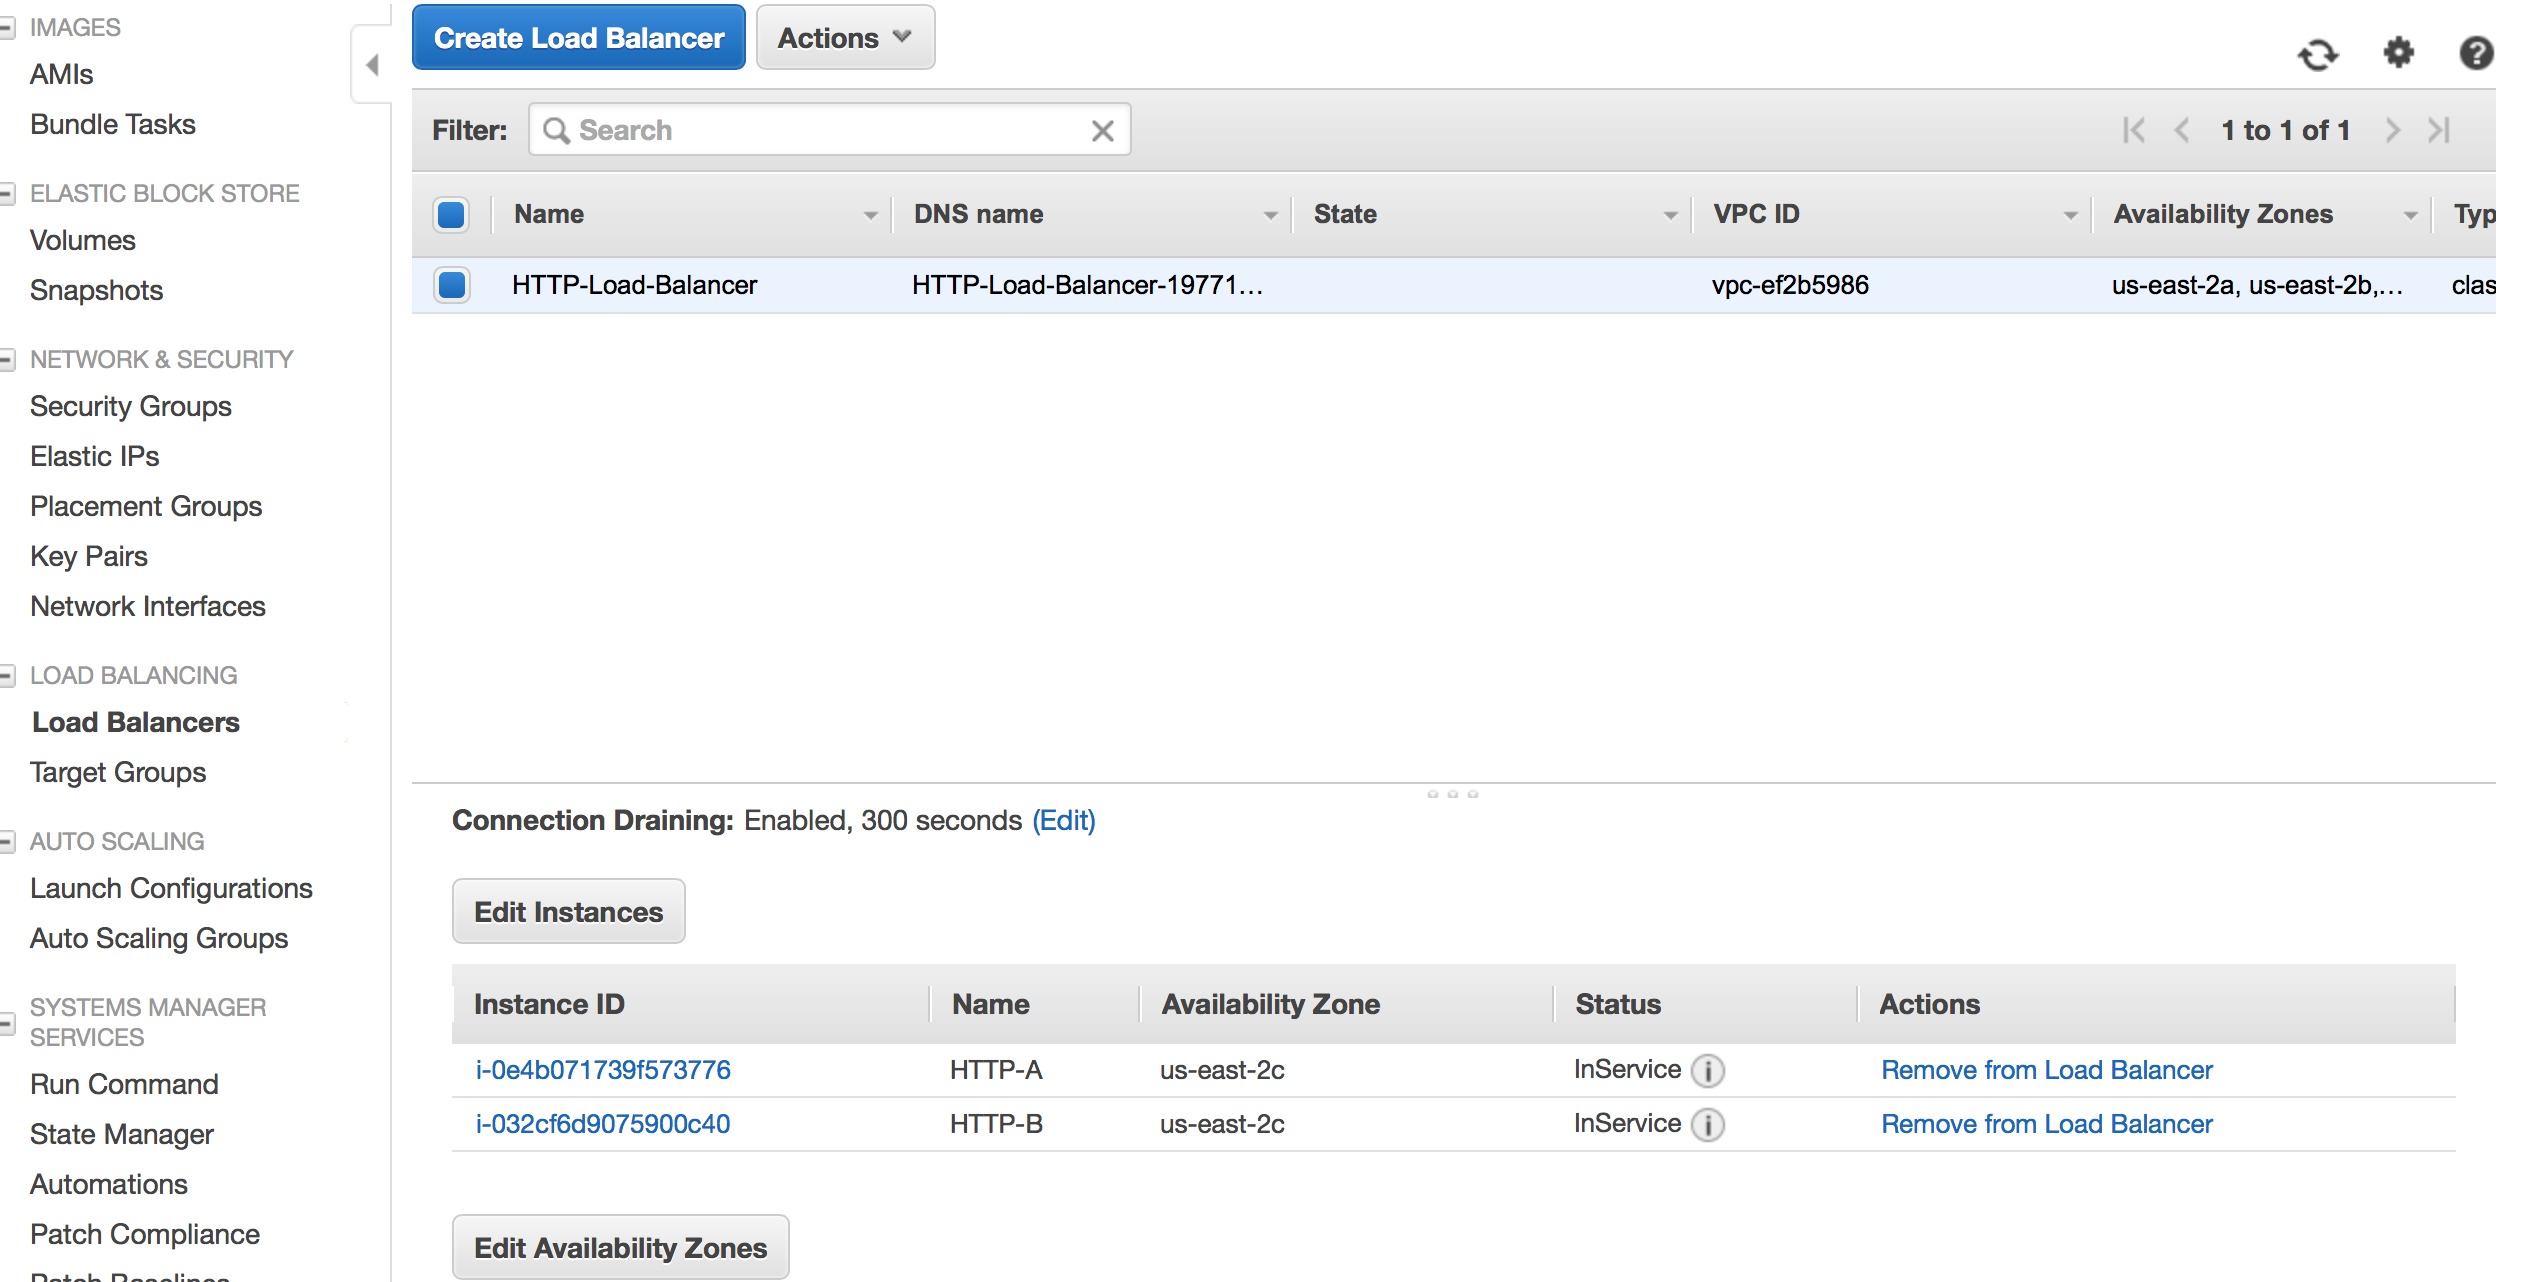 IMAGES
AMIs
Bundle Tasks
ELASTIC BLOCK STORE
Volumes
Snapshots
NETWORK & SECURITY
Security Groups
Elastic IPs
Placement Groups
Key Pairs
Network Interfaces
LOAD BALANCING
Load Balancers
Target Groups
AUTO SCALING
Launch Configurations
Auto Scaling Groups
SYSTEMS MANAGER
SERVICES
Run Command
State Manager
Automations
Patch Compliance
Patch Baselines
Create Load Balancer Actions
Filter: Search 1 to 1 of 1
Name DNS name State VPC ID Availability Zones Typ
HTTP-Load-Balancer HTTP-Load-Balancer-19771... vpc-ef2b5986 us-east-2a, us-east-2b,... clas
Connection Draining: Enabled, 300 seconds (Edit)
Edit Instances
Instance ID Name Availability Zone Status Actions
i-0e4b071739f573776 HTTP-A us-east-2c InService Remove from Load Balancer
i-032cf6d9075900c40 HTTP-B us-east-2c InService Remove from Load Balancer
Edit Availability Zones